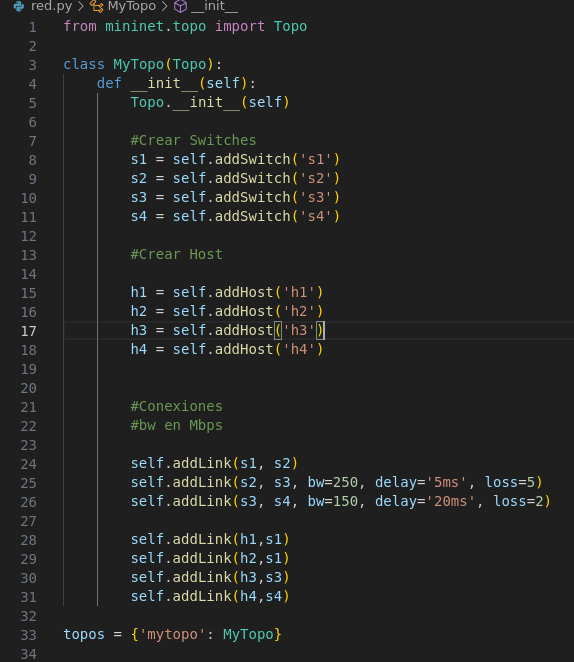 red.py > MyTopo > __init__
1 from mininet.topo import Topo
2
3 class MyTopo(Topo):
4     def __init__(self):
5         Topo.__init__(self)
6
7         #Crear Switches
8         s1 = self.addSwitch('s1')
9         s2 = self.addSwitch('s2')
10         s3 = self.addSwitch('s3')
11         s4 = self.addSwitch('s4')
12
13         #Crear Host
14
15         h1 = self.addHost('h1')
16         h2 = self.addHost('h2')
17         h3 = self.addHost('h3')
18         h4 = self.addHost('h4')
19
20
21         #Conexiones
22         #bw en Mbps
23
24         self.addLink(s1, s2)
25         self.addLink(s2, s3, bw=250, delay='5ms', loss=5)
26         self.addLink(s3, s4, bw=150, delay='20ms', loss=2)
27
28         self.addLink(h1,s1)
29         self.addLink(h2,s1)
30         self.addLink(h3,s3)
31         self.addLink(h4,s4)
32
33 topos = {'mytopo': MyTopo}
34